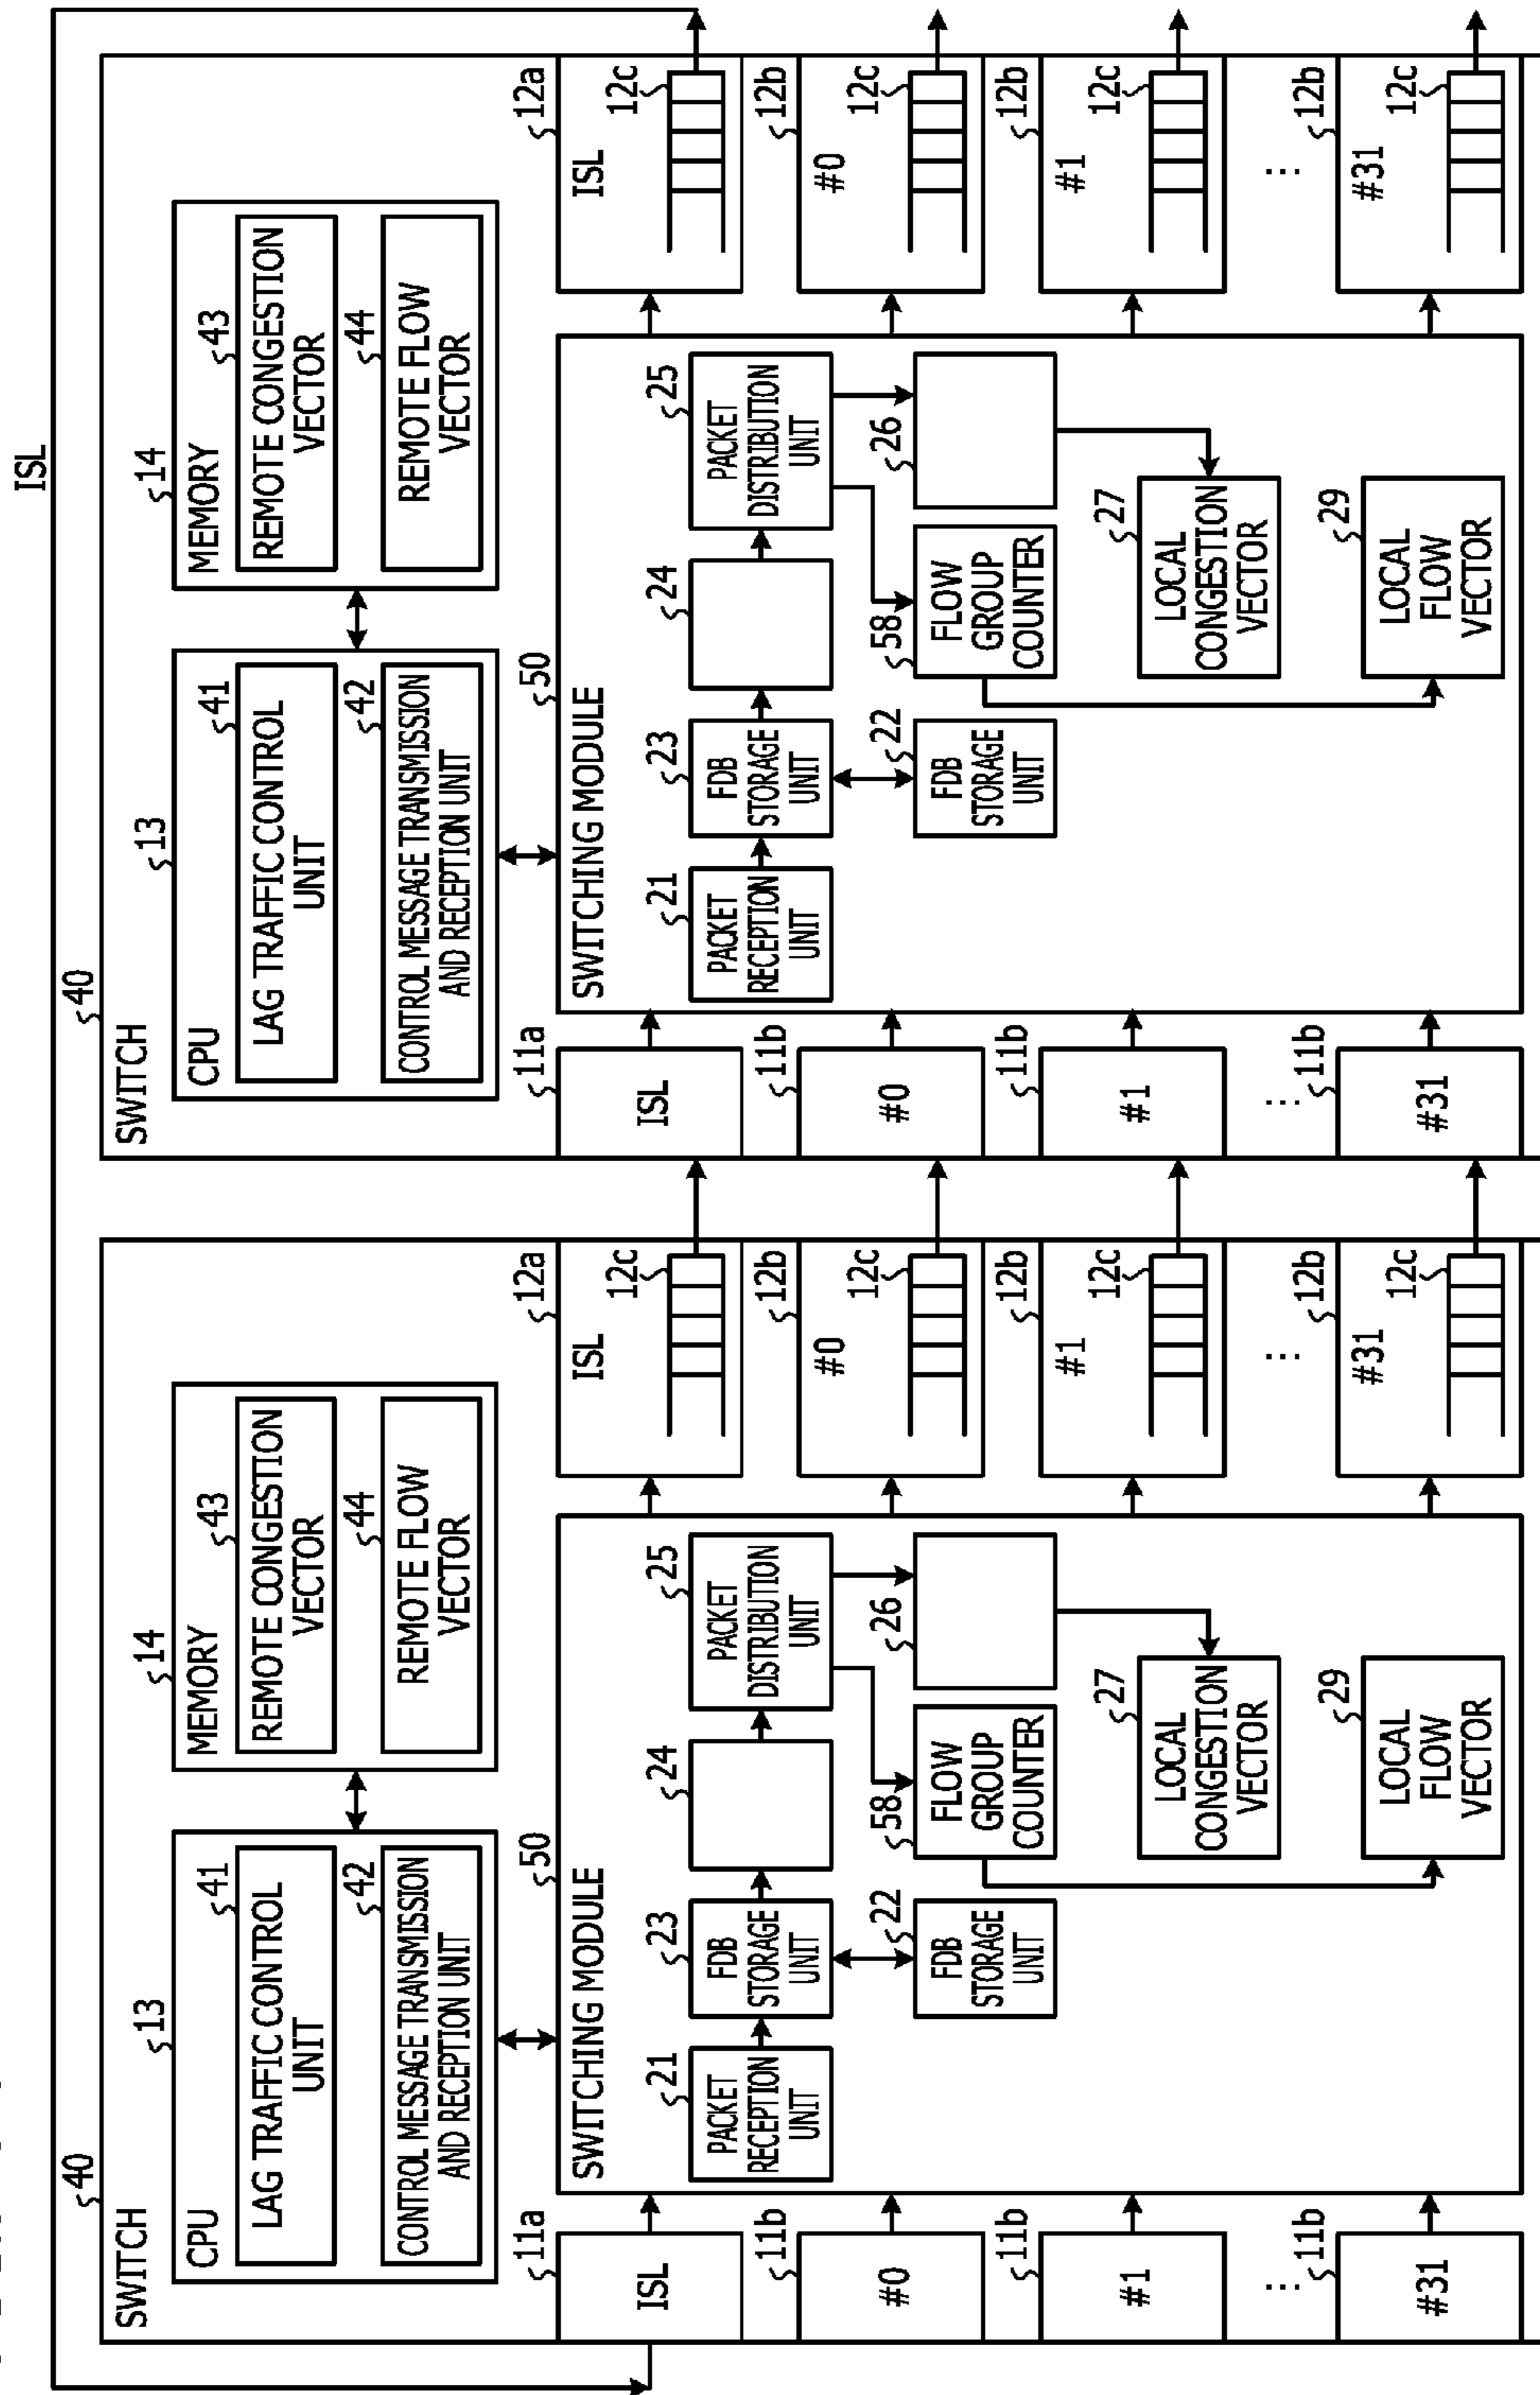 ISL
40
SWITCH
13
CPU
41
LAG TRAFFIC CONTROL
UNIT
42
CONTROL MESSAGE TRANSMISSION
AND RECEPTION UNIT
14
MEMORY
43
REMOTE CONGESTION
VECTOR
44
REMOTE FLOW
VECTOR
11a
ISL
11b
#0
11b
#1
...
11b
#31
50
SWITCHING MODULE
21
PACKET
RECEPTION
UNIT
23
FDB
STORAGE
UNIT
22
FDB
STORAGE
UNIT
24
25
PACKET
DISTRIBUTION
UNIT
58
FLOW
GROUP
COUNTER
26
27
LOCAL
CONGESTION
VECTOR
29
LOCAL
FLOW
VECTOR
12a
ISL
12c
12b
#0
12c
12b
#1
12c
...
12b
#31
12c
40
SWITCH
13
CPU
41
LAG TRAFFIC CONTROL
UNIT
42
CONTROL MESSAGE TRANSMISSION
AND RECEPTION UNIT
14
MEMORY
43
REMOTE CONGESTION
VECTOR
44
REMOTE FLOW
VECTOR
11a
ISL
11b
#0
11b
#1
...
11b
#31
50
SWITCHING MODULE
21
PACKET
RECEPTION
UNIT
23
FDB
STORAGE
UNIT
22
FDB
STORAGE
UNIT
24
25
PACKET
DISTRIBUTION
UNIT
58
FLOW
GROUP
COUNTER
26
27
LOCAL
CONGESTION
VECTOR
29
LOCAL
FLOW
VECTOR
12a
ISL
12c
12b
#0
12c
12b
#1
12c
...
12b
#31
12c